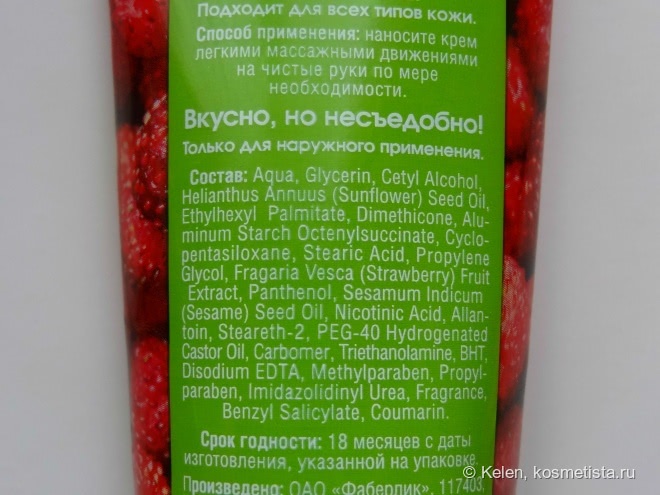 Подходит для всех типов кожи.
Способ применения: наносите крем
легкими массажными движениями
на чистые руки по мере
необходимости.
Вкусно, но несъедобно!
Только для наружного применения.
Состав: Aqua, Glycerin, Cetyl Alcohol,
Helianthus Annuus (Sunflower) Seed Oil,
Ethylhexyl Palmitate, Dimethicone, Alu-
minum Starch Octenylsuccinate, Cyclo-
pentasiloxane, Stearic Acid, Propylene
Glycol, Fragaria Vesca (Strawberry) Fruit
Extract, Panthenol, Sesamum Indicum
(Sesame) Seed Oil, Nicotinic Acid, Allan-
toin, Steareth-2, PEG-40 Hydrogenated
Castor Oil, Carbomer, Triethanolamine, BHT,
Disodium EDTA, Methylparaben, Propyl-
paraben, Imidazolidinyl Urea, Fragrance,
Benzyl Salicylate, Coumarin.
Срок годности: 18 месяцев с даты
изготовления, указанной на упаковке.
Произведено: ОАО «Фаберлик», 117403,
© Kelen, kosmetista.ru